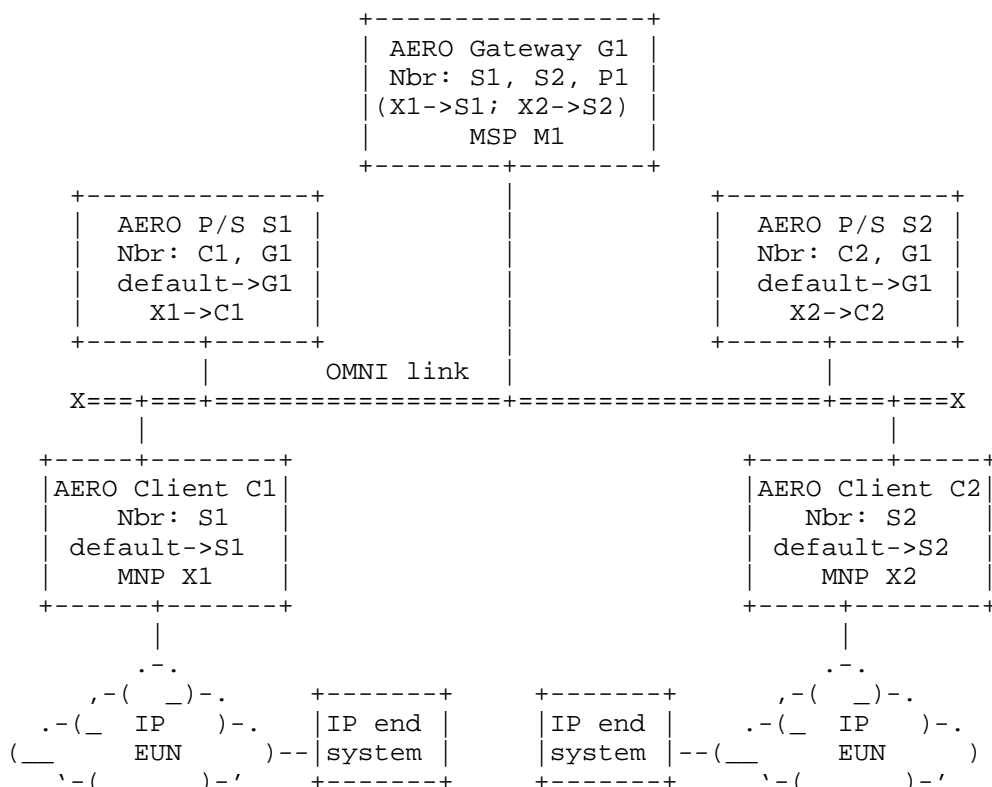 AERO Gateway G1
Nbr: S1, S2, P1
(X1->S1; X2->S2)
MSP M1
AERO P/S S1
Nbr: C1, G1
default->G1
X1->C1
AERO P/S S2
Nbr: C2, G1
default->G1
X2->C2
OMNI link
X===+===+==================+===================+===+===X
AERO Client C1
Nbr: S1
default->S1
MNP X1
AERO Client C2
Nbr: S2
default->S2
MNP X2
IP
EUN
IP end
system
IP end
system
IP
EUN